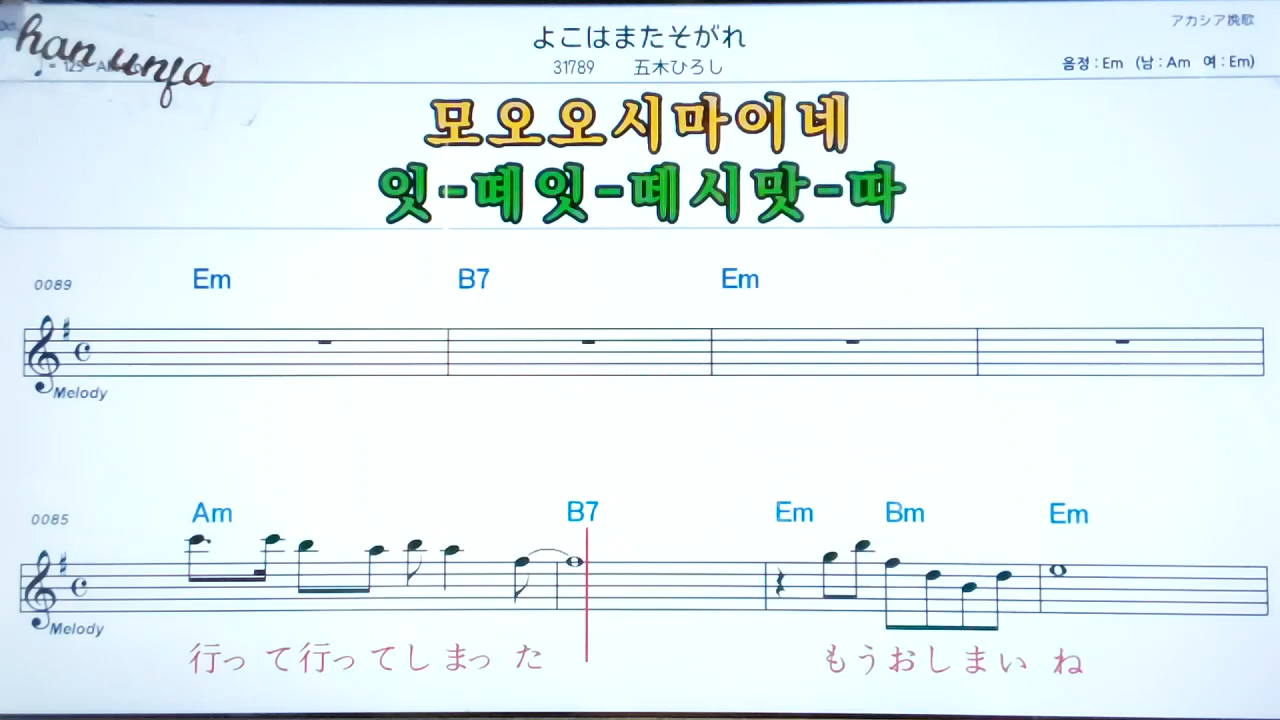 アカシア挽歌
よこはまたそがれ
han unja
31789 五木ひろし
음정 : Em (남 : Am 여 : Em)
모오오시마이네
잇-떼잇-떼시맛-따
0089 Em B7 Em
Melody
0085 Am B7 Em Bm Em
Melody
行って行ってしまった もうおしまいね